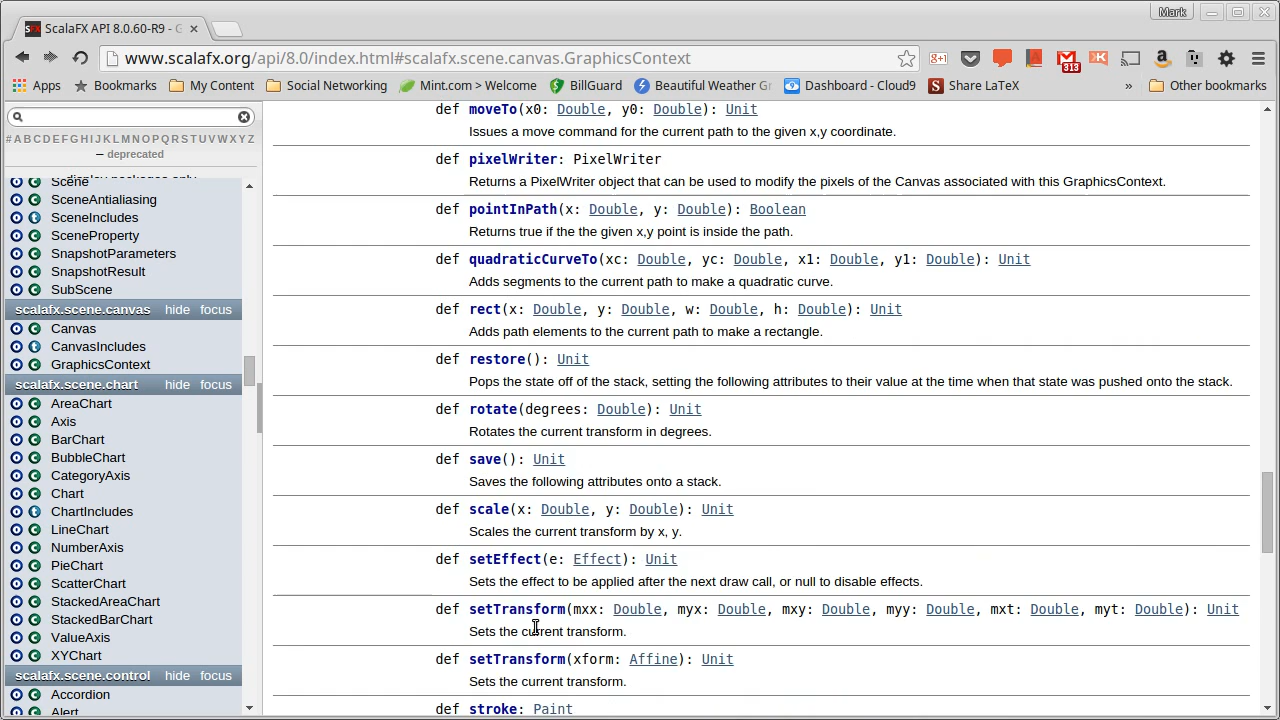 Mark
ScalaFX API 8.0.60-R9 - G
www.scalafx.org/api/8.0/index.html#scalafx.scene.canvas.GraphicsContext
313
Apps Bookmarks My Content Social Networking Mint.com » Welcome BillGuard Beautiful Weather Gr Dashboard - Cloud9 Share LaTeX » Other bookmarks
#ABCDEFGHIJKLMNOPQRSTUVWXYZ
– deprecated
display packages only
Scene
SceneAntialiasing
SceneIncludes
SceneProperty
SnapshotParameters
SnapshotResult
SubScene
scalafx.scene.canvas hide focus
Canvas
CanvasIncludes
GraphicsContext
scalafx.scene.chart hide focus
AreaChart
Axis
BarChart
BubbleChart
CategoryAxis
Chart
ChartIncludes
LineChart
NumberAxis
PieChart
ScatterChart
StackedAreaChart
StackedBarChart
ValueAxis
XYChart
scalafx.scene.control hide focus
Accordion
Alert
def moveTo(x0: Double, y0: Double): Unit
Issues a move command for the current path to the given x,y coordinate.
def pixelWriter: PixelWriter
Returns a PixelWriter object that can be used to modify the pixels of the Canvas associated with this GraphicsContext.
def pointInPath(x: Double, y: Double): Boolean
Returns true if the the given x,y point is inside the path.
def quadraticCurveTo(xc: Double, yc: Double, x1: Double, y1: Double): Unit
Adds segments to the current path to make a quadratic curve.
def rect(x: Double, y: Double, w: Double, h: Double): Unit
Adds path elements to the current path to make a rectangle.
def restore(): Unit
Pops the state off of the stack, setting the following attributes to their value at the time when that state was pushed onto the stack.
def rotate(degrees: Double): Unit
Rotates the current transform in degrees.
def save(): Unit
Saves the following attributes onto a stack.
def scale(x: Double, y: Double): Unit
Scales the current transform by x, y.
def setEffect(e: Effect): Unit
Sets the effect to be applied after the next draw call, or null to disable effects.
def setTransform(mxx: Double, myx: Double, mxy: Double, myy: Double, mxt: Double, myt: Double): Unit
Sets the current transform.
def setTransform(xform: Affine): Unit
Sets the current transform.
def stroke: Paint